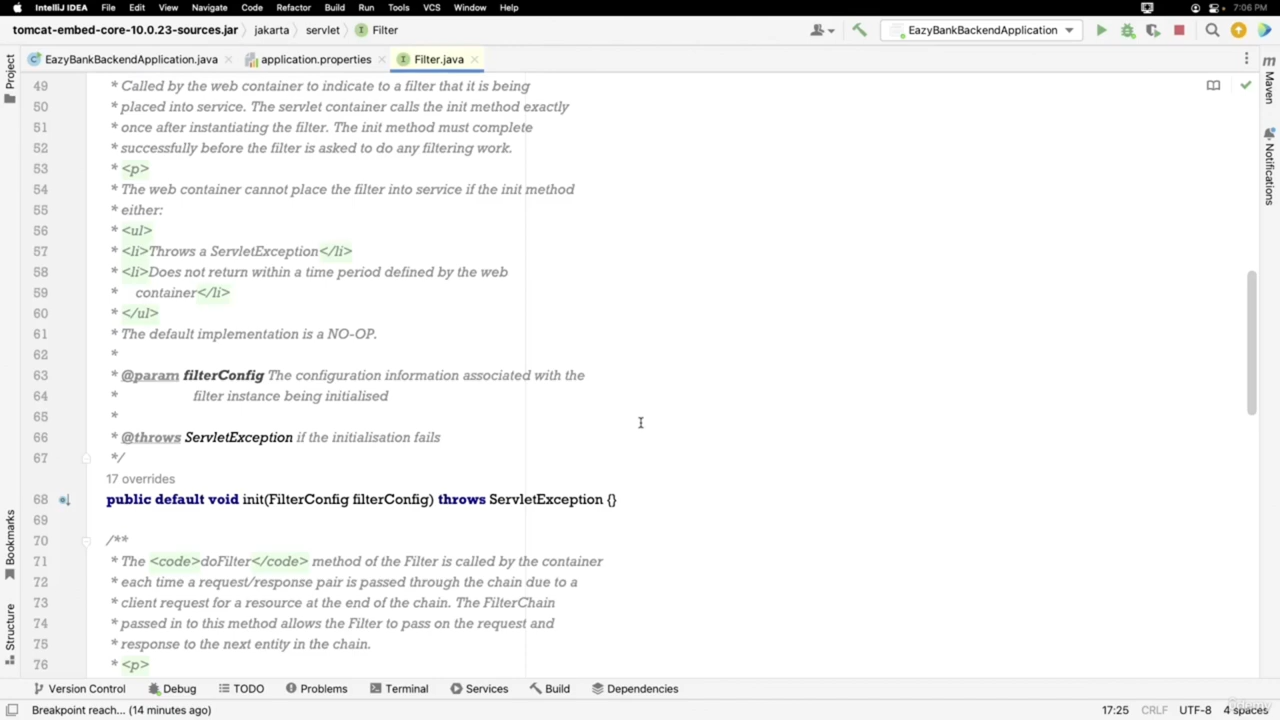 IntelliJ IDEA File Edit View Navigate Code Refactor Build Run Tools VCS Window Help 7:06 PM
tomcat-embed-core-10.0.23-sources.jar jakarta servlet Filter EazyBankBackendApplication
EazyBankBackendApplication.java application.properties Filter.java
Project
Maven
Notifications
Bookmarks
Structure
49 * Called by the web container to indicate to a filter that it is being
50 * placed into service. The servlet container calls the init method exactly
51 * once after instantiating the filter. The init method must complete
52 * successfully before the filter is asked to do any filtering work.
53 * <p>
54 * The web container cannot place the filter into service if the init method
55 * either:
56 * <ul>
57 * <li>Throws a ServletException</li>
58 * <li>Does not return within a time period defined by the web
59 * container</li>
60 * </ul>
61 * The default implementation is a NO-OP.
62 *
63 * @param filterConfig The configuration information associated with the
64 * filter instance being initialised
65 *
66 * @throws ServletException if the initialisation fails
67 */
17 overrides
68 public default void init(FilterConfig filterConfig) throws ServletException {}
69
70 /**
71 * The <code>doFilter</code> method of the Filter is called by the container
72 * each time a request/response pair is passed through the chain due to a
73 * client request for a resource at the end of the chain. The FilterChain
74 * passed in to this method allows the Filter to pass on the request and
75 * response to the next entity in the chain.
76 * <p>
Version Control Debug TODO Problems Terminal Services Build Dependencies
Breakpoint reach... (14 minutes ago) 17:25 CRLF UTF-8 4 spaces
Udemy